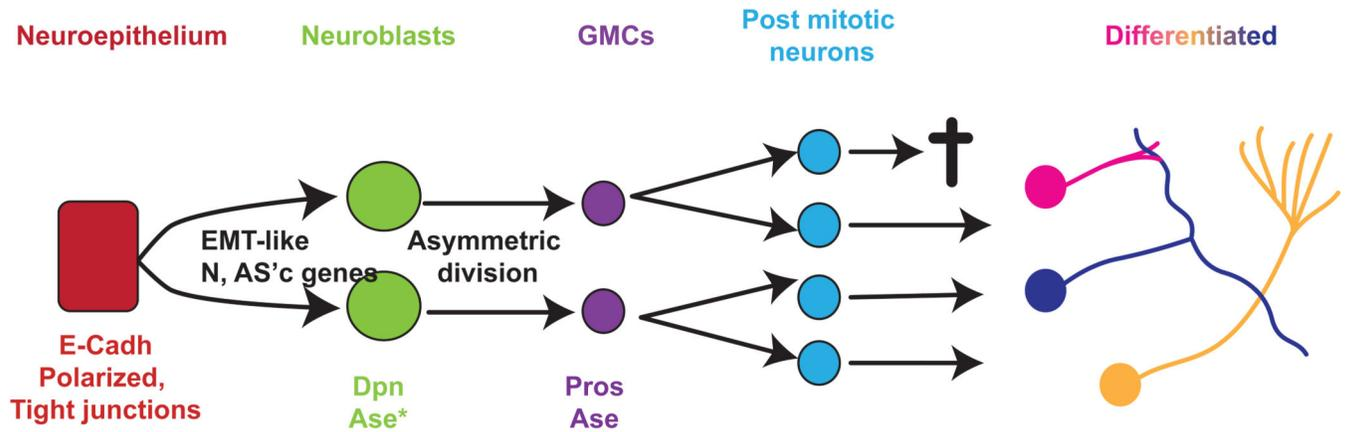 Neuroepithelium
Neuroblasts
GMCs
Post mitotic
neurons
Differentiated
EMT-like
N, AS’c genes
Asymmetric
division
E-Cadh
Polarized,
Tight junctions
Dpn
Ase*
Pros
Ase